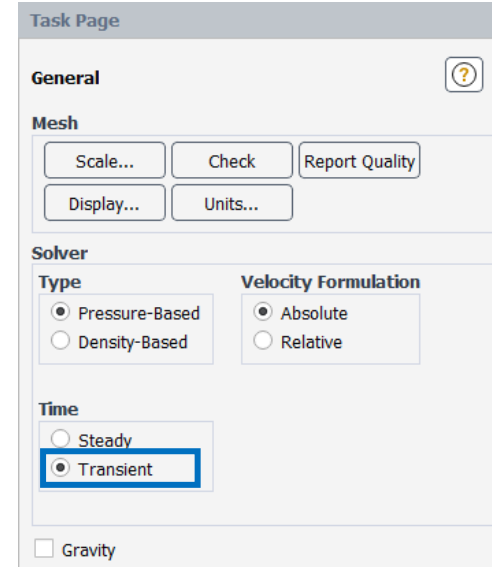 Task Page
General
?
Mesh
Scale... Check Report Quality
Display... Units...
Solver
Type Velocity Formulation
Pressure-Based Absolute
Density-Based Relative
Time
Steady
Transient
Gravity